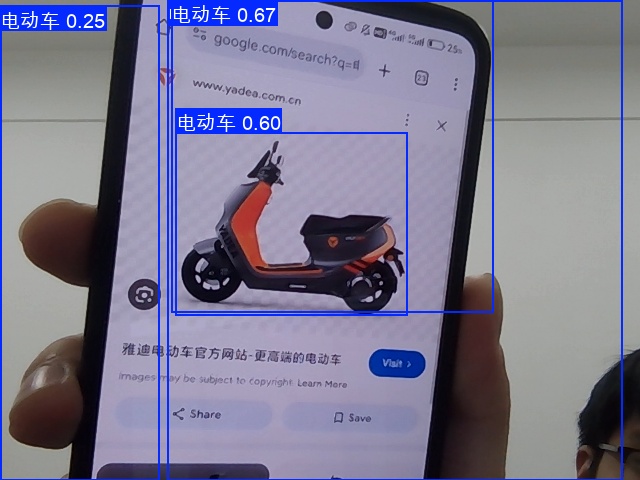 电动车 0.25
电动车 0.67
25%
google.com/search?q=
23
www.yadea.com.cn
电动车 0.60
YADEA
雅迪电动车官方网站-更高端的电动车
Visit >
Images may be subject to copyright. Learn More
Share
Save